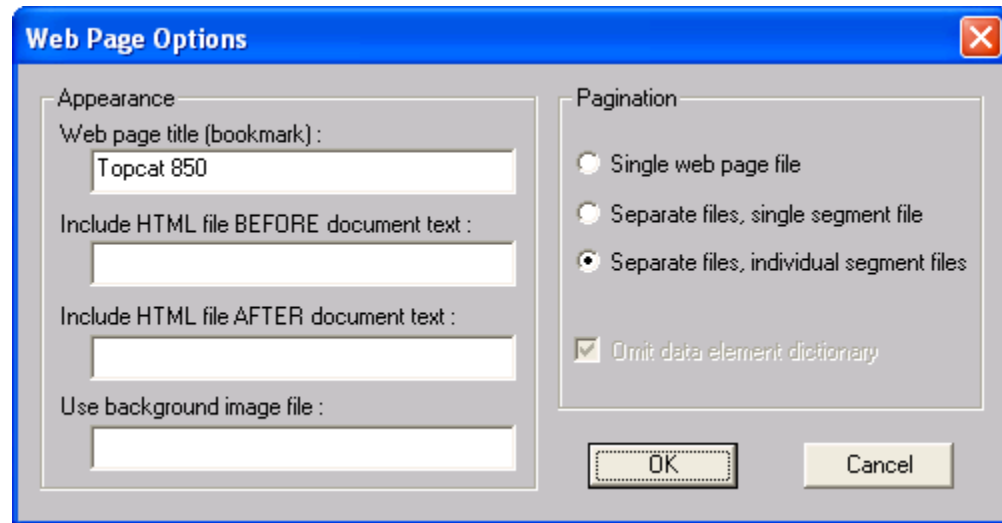 Web Page Options
Appearance
Web page title (bookmark) :
Topcat 850
Include HTML file BEFORE document text :
Include HTML file AFTER document text :
Use background image file :
Pagination
Single web page file
Separate files, single segment file
Separate files, individual segment files
Omit data element dictionary
OK
Cancel